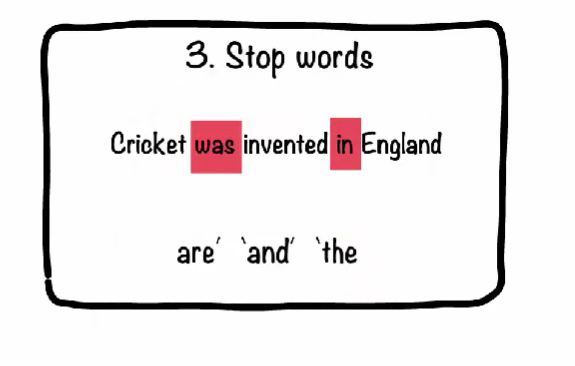 3. Stop words
Cricket was invented in England
are′ ‵and′ ‵the